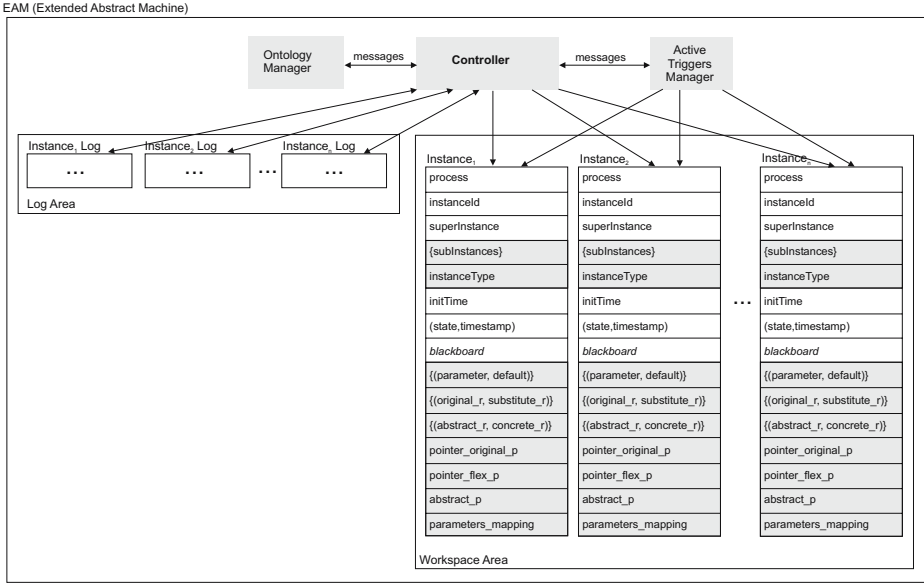 EAM (Extended Abstract Machine)
Ontology
Manager
messages
Controller
messages
Active
Triggers
Manager
Instance1 Log
Instance2 Log
Instancen Log
...
...
...
...
Log Area
Instance1
process
instanceId
superInstance
{subInstances}
instanceType
initTime
(state,timestamp)
blackboard
{(parameter, default)}
{(original_r, substitute_r)}
{(abstract_r, concrete_r)}
pointer_original_p
pointer_flex_p
abstract_p
parameters_mapping
Instance2
process
instanceId
superInstance
{subInstances}
instanceType
initTime
(state,timestamp)
blackboard
{(parameter, default)}
{(original_r, substitute_r)}
{(abstract_r, concrete_r)}
pointer_original_p
pointer_flex_p
abstract_p
parameters_mapping
...
Instancen
process
instanceId
superInstance
{subInstances}
instanceType
initTime
(state,timestamp)
blackboard
{(parameter, default)}
{(original_r, substitute_r)}
{(abstract_r, concrete_r)}
pointer_original_p
pointer_flex_p
abstract_p
parameters_mapping
Workspace Area